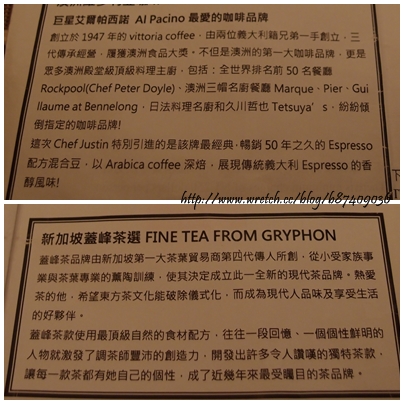 巨星艾爾帕西諾 Al Pacino 最愛的咖啡品牌
創立於 1947 年的 vittoria coffee，由兩位義大利籍兄弟一手創立，三
代傳承經營，屢獲澳洲食品大獎。不但是澳洲的第一大咖啡品牌，更是
眾多澳洲殿堂級頂級料理主廚，包括：全世界排名前 50 名餐廳
Rockpool(Chef Peter Doyle)、澳洲三帽名廚餐廳 Marque、Pier、Gui
llaume at Bennelong，日法料理名廚和久川哲也 Tetsuya's，紛紛傾
倒指定的咖啡品牌!
這次 Chef Justin 特別引進的是該牌最經典，暢銷 50 年之久的 Espresso
配方混合豆，以 Arabica coffee 深焙，展現傳統義大利 Espresso 的香
醇風味!
http://www.wretch.cc/blog/b87409036
新加坡蓋峰茶選 FINE TEA FROM GRYPHON
蓋峰茶品牌由新加坡第一大茶葉貿易商第四代傳人所創，從小受家族事
業與茶葉專業的薰陶訓練，使其決定成立此一全新的現代茶品牌。熱愛
茶的他，希望東方茶文化能破除儀式化，而成為現代人品味及享受生活
的好夥伴。
蓋峰茶款使用最頂級自然的食材配方，往往一段回憶、一個個性鮮明的
人物就激發了調茶師豐沛的創造力，開發出許多令人讚嘆的獨特茶款，
讓每一款茶都有她自己的個性，成了近幾年來最受矚目的茶品牌。